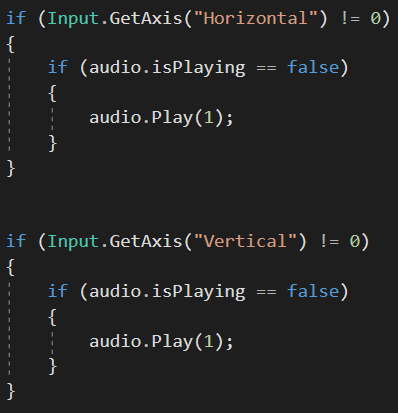 if (Input.GetAxis("Horizontal") != 0)
{
    if (audio.isPlaying == false)
    {
        audio.Play(1);
    }
}
if (Input.GetAxis("Vertical") != 0)
{
    if (audio.isPlaying == false)
    {
        audio.Play(1);
    }
}